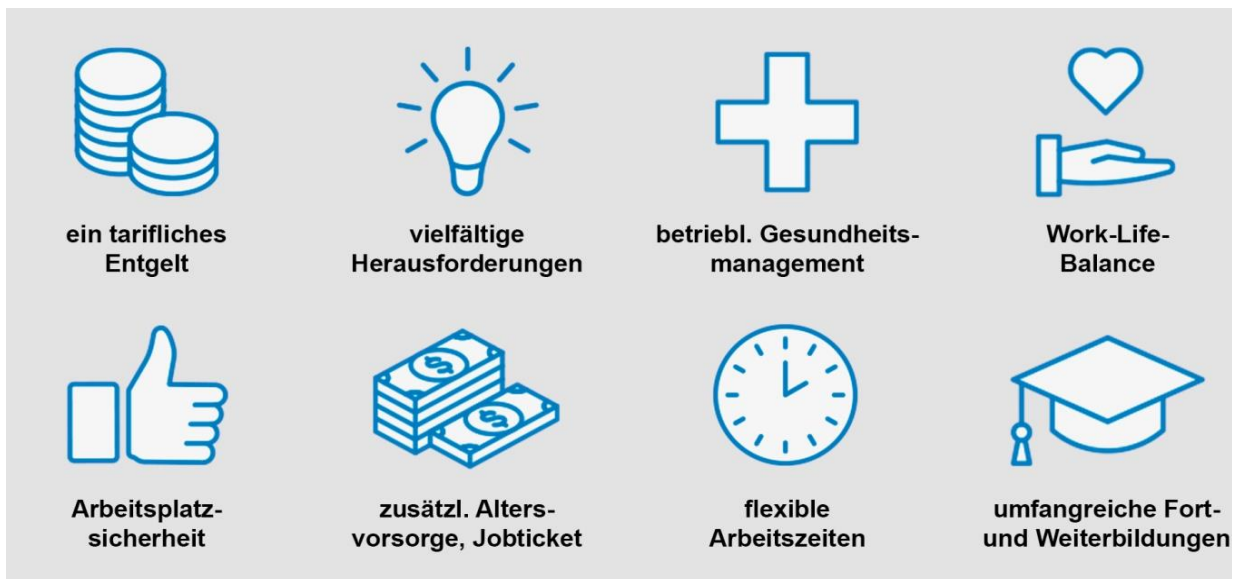 ein tarifliches
Entgelt
vielfältige
Herausforderungen
betriebl. Gesundheits-
management
Work-Life-
Balance
$
$
Arbeitsplatz-
sicherheit
zusätzl. Alters-
vorsorge, Jobticket
flexible
Arbeitszeiten
umfangreiche Fort-
und Weiterbildungen